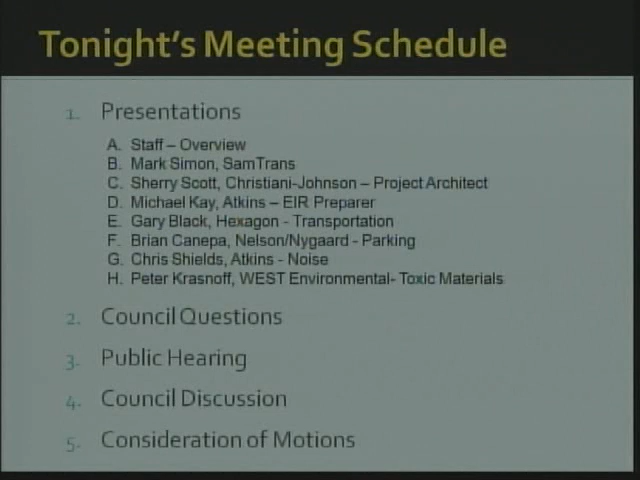 Tonight's Meeting Schedule
1. Presentations
A. Staff – Overview
B. Mark Simon, SamTrans
C. Sherry Scott, Christiani-Johnson – Project Architect
D. Michael Kay, Atkins – EIR Preparer
E. Gary Black, Hexagon - Transportation
F. Brian Canepa, Nelson/Nygaard - Parking
G. Chris Shields, Atkins - Noise
H. Peter Krasnoff, WEST Environmental- Toxic Materials
2. Council Questions
3. Public Hearing
4. Council Discussion
5. Consideration of Motions